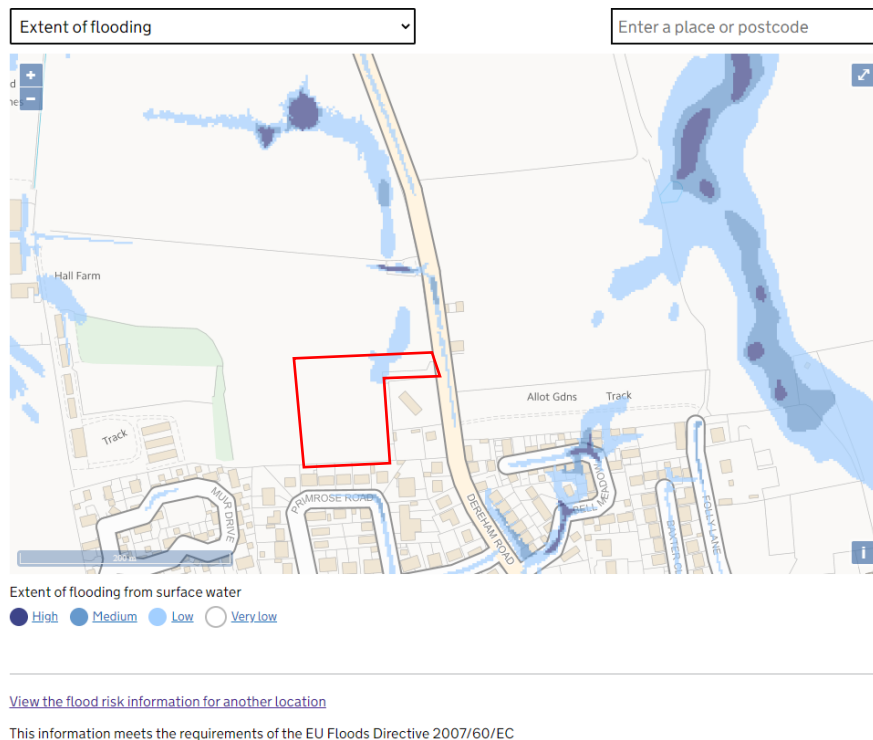 Extent of flooding
Enter a place or postcode
+
−
Hall Farm
Allot Gdns
Track
Track
MUIR DRIVE
PRIMROSE ROAD
DEREHAM ROAD
FOLLY LANE
200 m
i
Extent of flooding from surface water
High Medium Low Very low
View the flood risk information for another location
This information meets the requirements of the EU Floods Directive 2007/60/EC